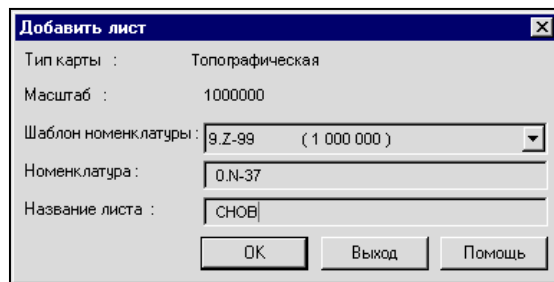 Добавить лист
Тип карты : Топографическая
Масштаб : 1000000
Шаблон номенклатуры : 9.Z-99 ( 1 000 000 )
Номенклатура : 0.N-37
Название листа : СНОВ
OK Выход Помощь